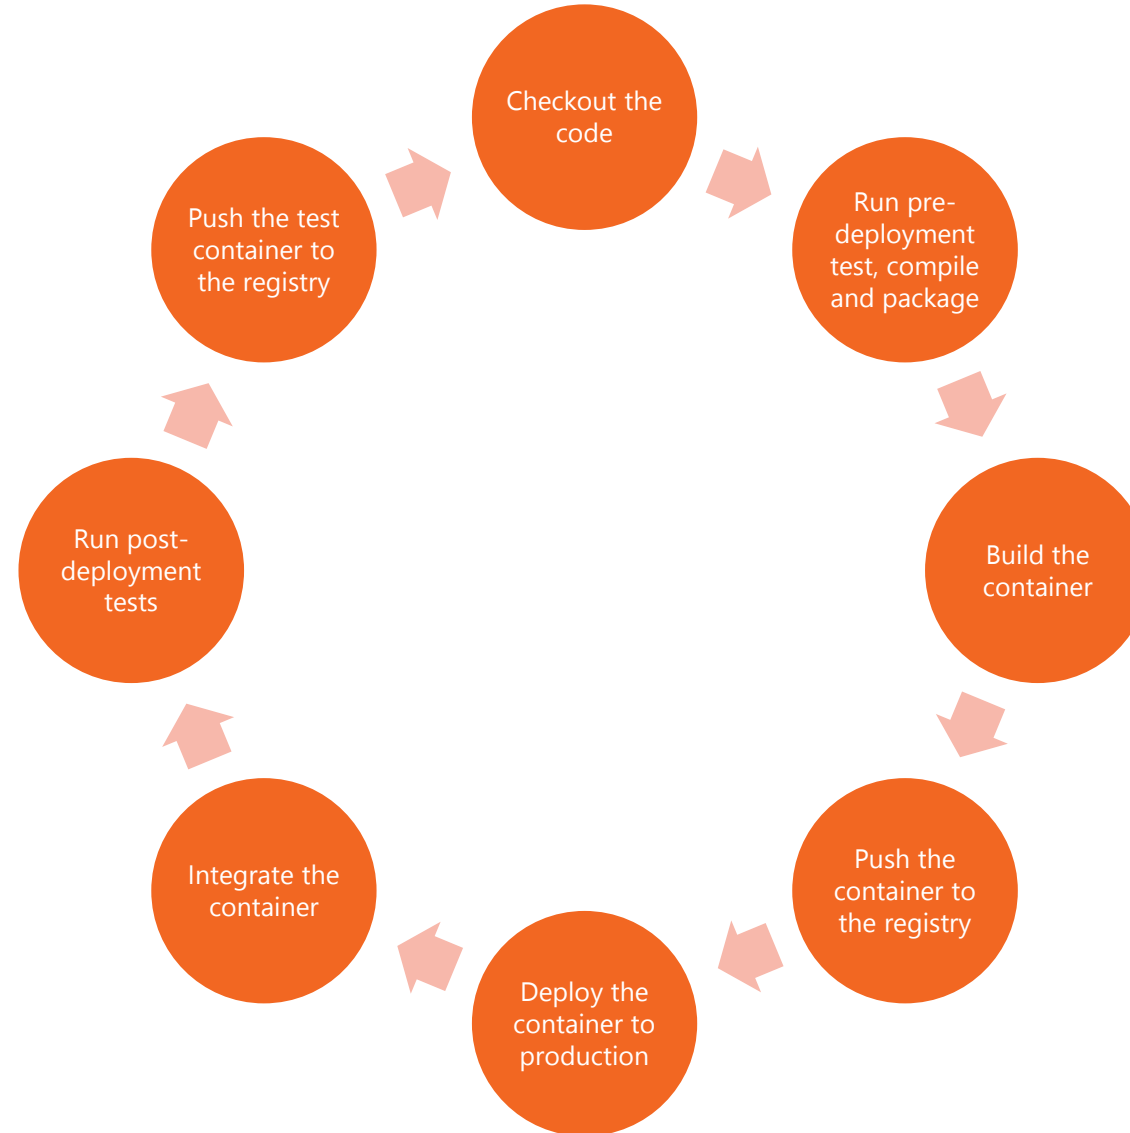 Checkout the
code
Run pre-
deployment
test, compile
and package
Build the
container
Push the
container to
the registry
Deploy the
container to
production
Integrate the
container
Run post-
deployment
tests
Push the test
container to
the registry